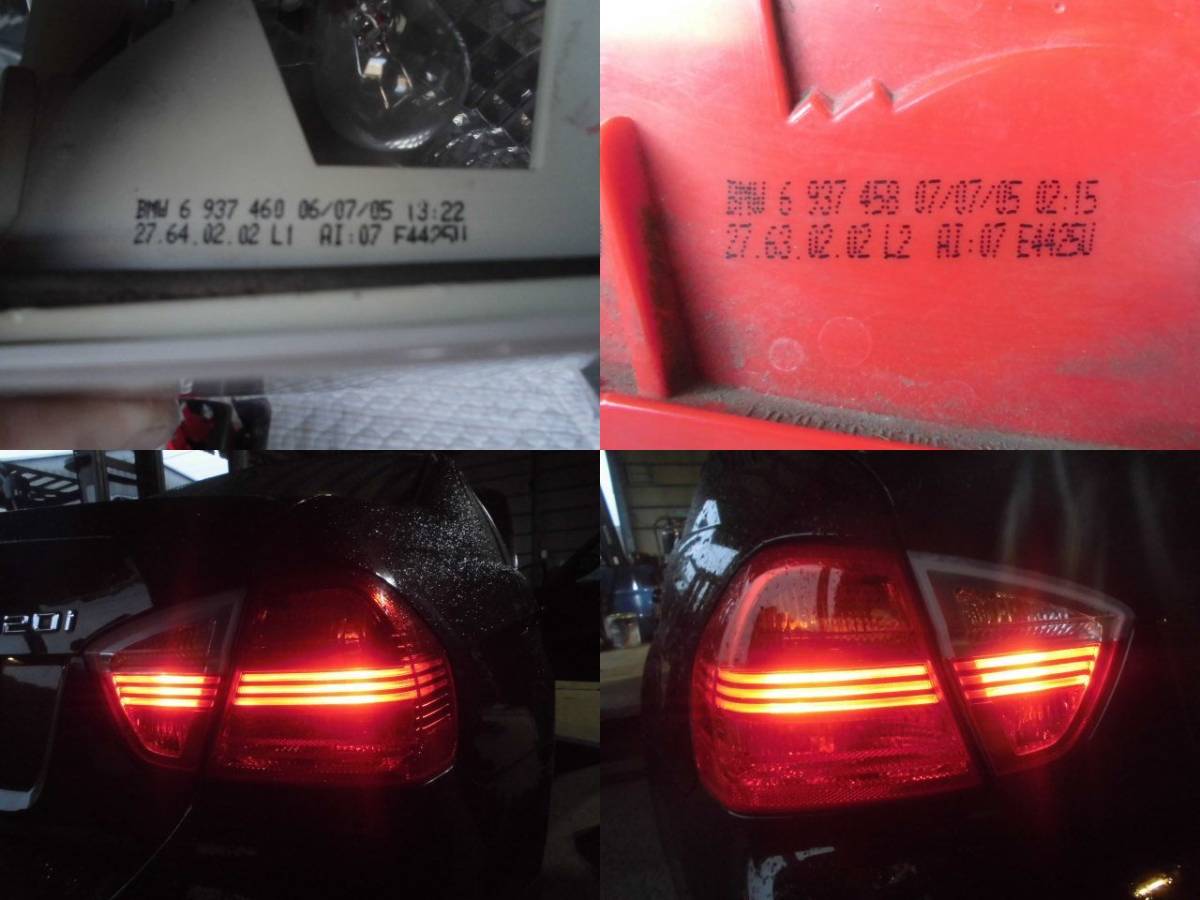 BMW 6 937 460 06/07/05 13:22
27.64.02.02 L1 AI:07 E4425U
BMW 6 937 458 07/07/05 02:15
27.63.02.02 L2 AI:07 E4425U
20i